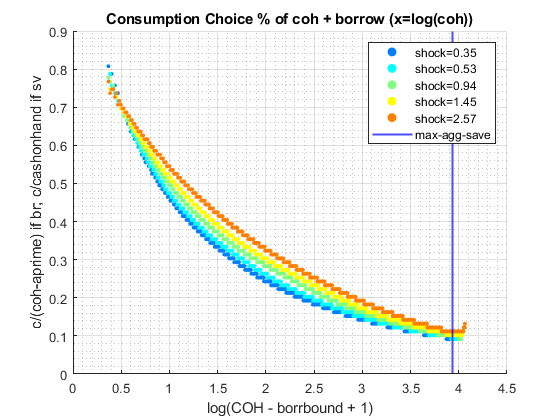 Consumption Choice % of coh + borrow (x=log(coh))
c/(coh-aprime) if br, c/cashonhand if sv
0.9
0.8
0.7
0.6
0.5
0.4
0.3
0.2
0.1
0
shock=0.35
shock=0.53
shock=0.94
shock=1.45
shock=2.57
max-agg-save
0 0.5 1 1.5 2 2.5 3 3.5 4 4.5
log(COH - borrbound + 1)